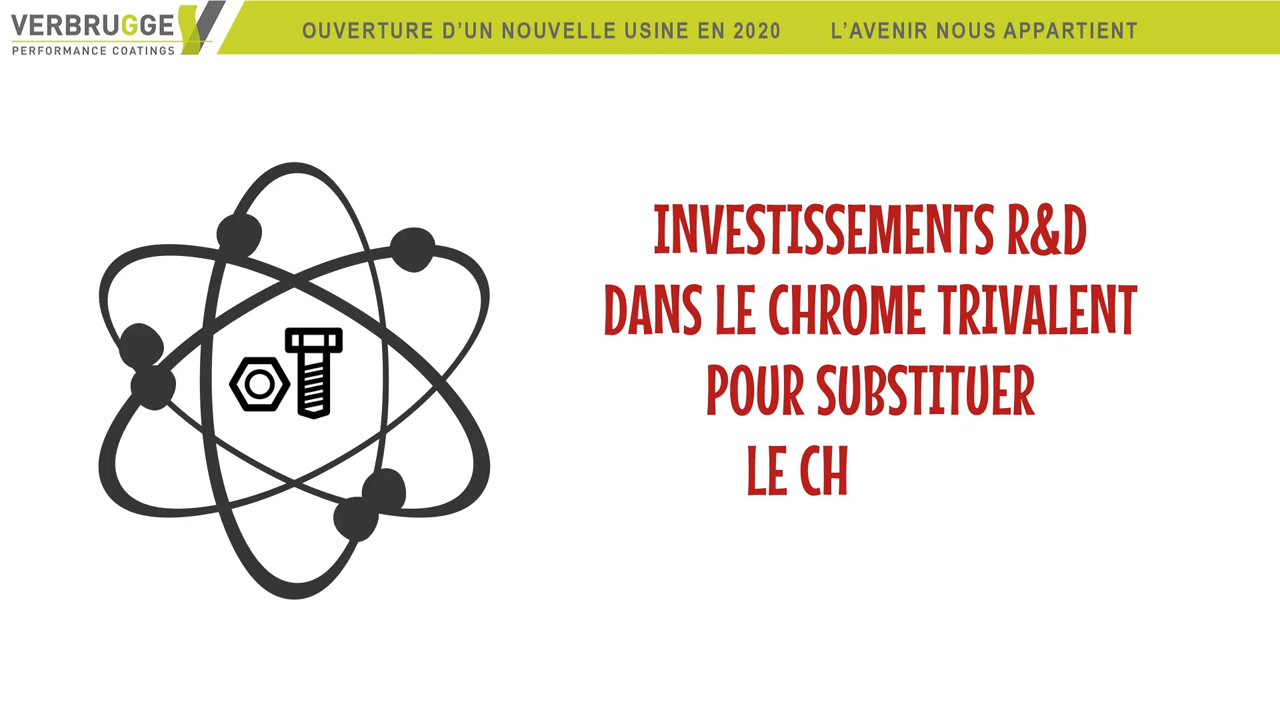 VERBRUGGE
PERFORMANCE COATINGS
OUVERTURE D'UN NOUVELLE USINE EN 2020 L'AVENIR NOUS APPARTIENT
INVESTISSEMENTS R&D
DANS LE CHROME TRIVALENT
POUR SUBSTITUER
LE CH